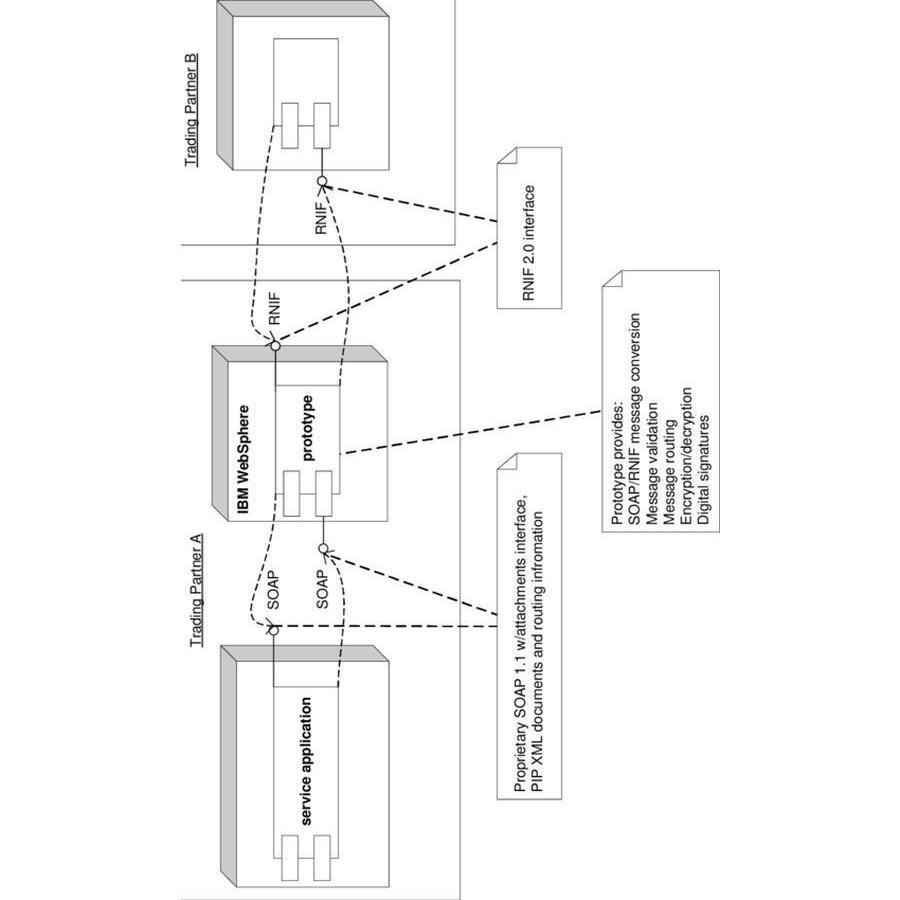 Trading Partner A
Trading Partner B
IBM WebSphere
service application
SOAP
SOAP
prototype
RNIF
RNIF
Proprietary SOAP 1.1 w/attachments interface,
PIP XML documents and routing infromation
RNIF 2.0 interface
Prototype provides:
SOAP/RNIF message conversion
Message validation
Message routing
Encryption/decryption
Digital signatures